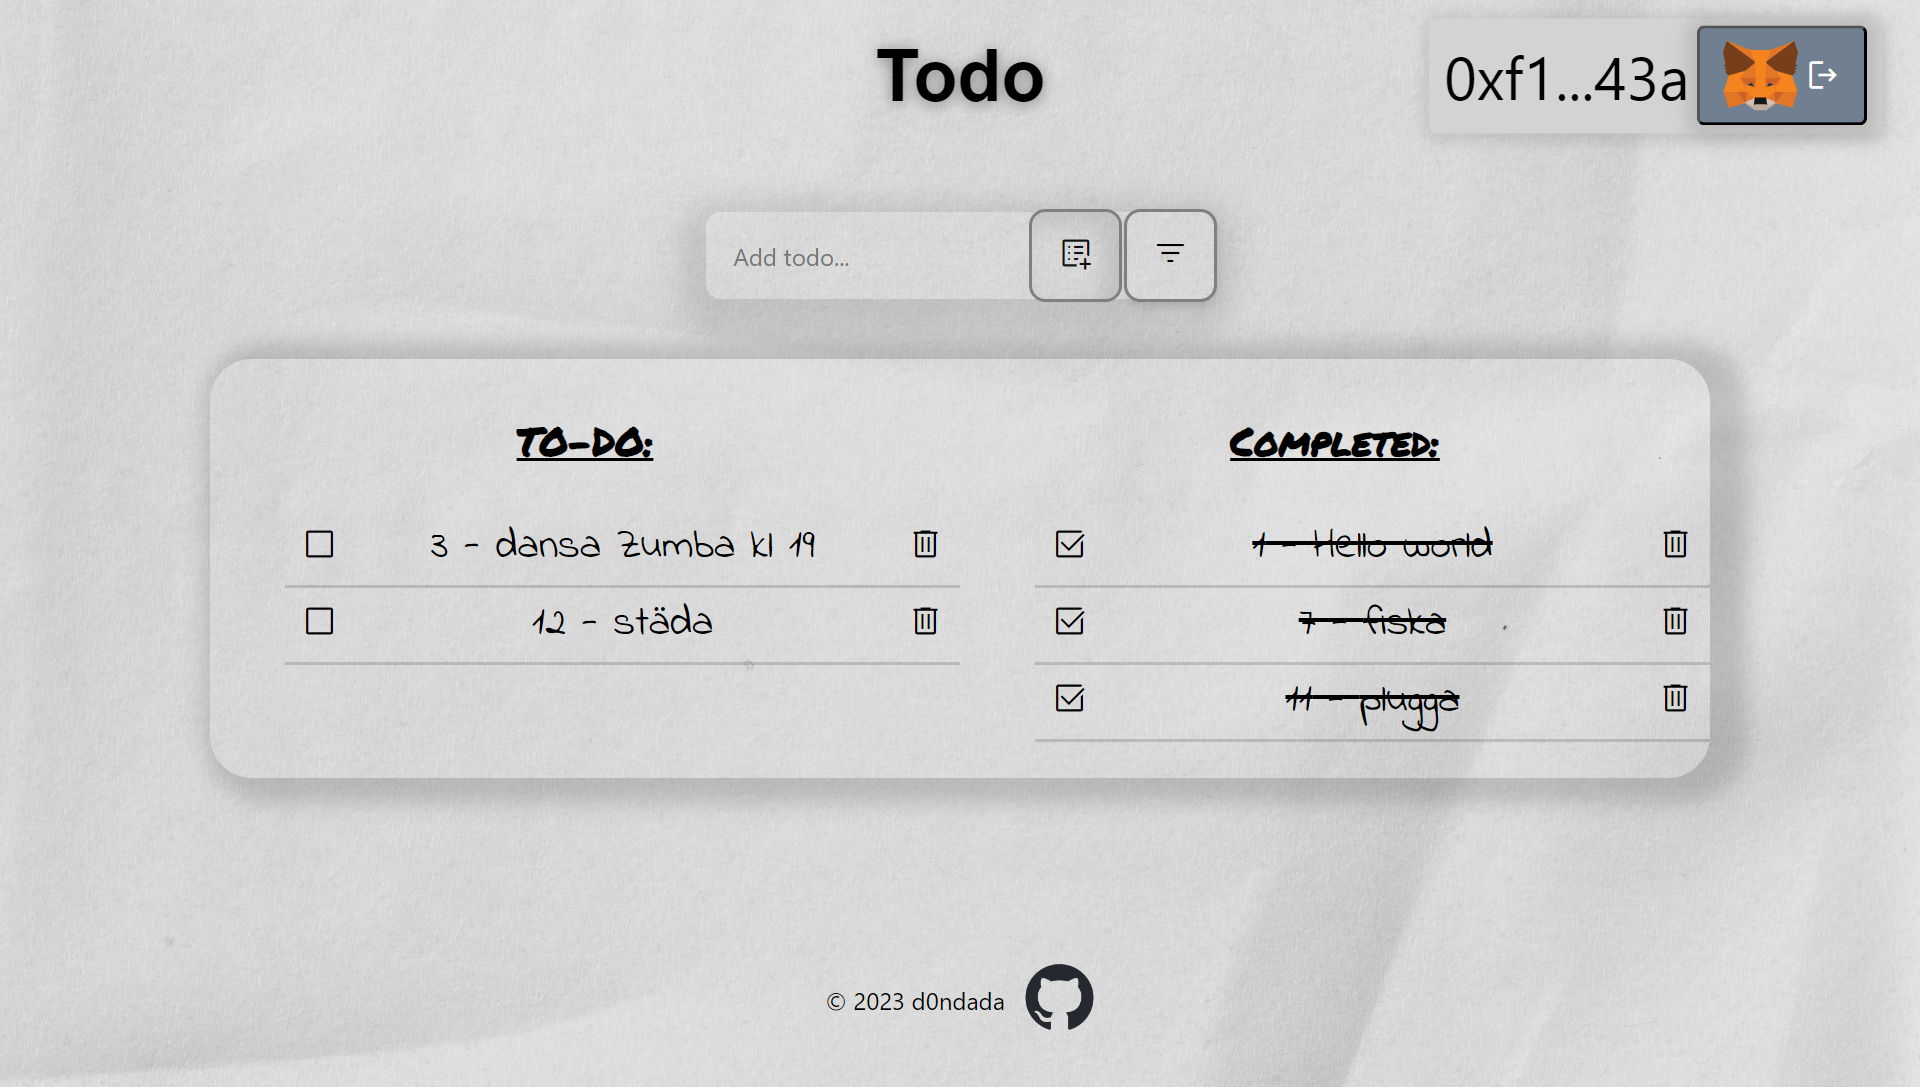 Todo
0xf1...43a
Add todo...
TO-DO:
3 - dansa zumba kl 19
12 - städa
COMPLETED:
1 - Hello world
7 - fiska
11 - plugga
© 2023 d0ndada